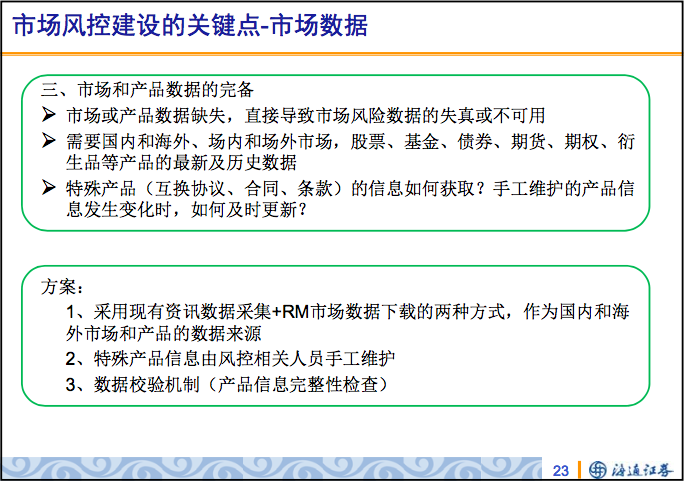 市场风控建设的关键点-市场数据
三、市场和产品数据的完备
➢ 市场或产品数据缺失，直接导致市场风险数据的失真或不可用
➢ 需要国内和海外、场内和场外市场，股票、基金、债券、期货、期权、衍
生品等产品的最新及历史数据
➢ 特殊产品（互换协议、合同、条款）的信息如何获取？手工维护的产品信
息发生变化时，如何及时更新？
方案：
1、采用现有资讯数据采集+RM市场数据下载的两种方式，作为国内和海
外市场和产品的数据来源
2、特殊产品信息由风控相关人员手工维护
3、数据校验机制（产品信息完整性检查）
23 海通证券